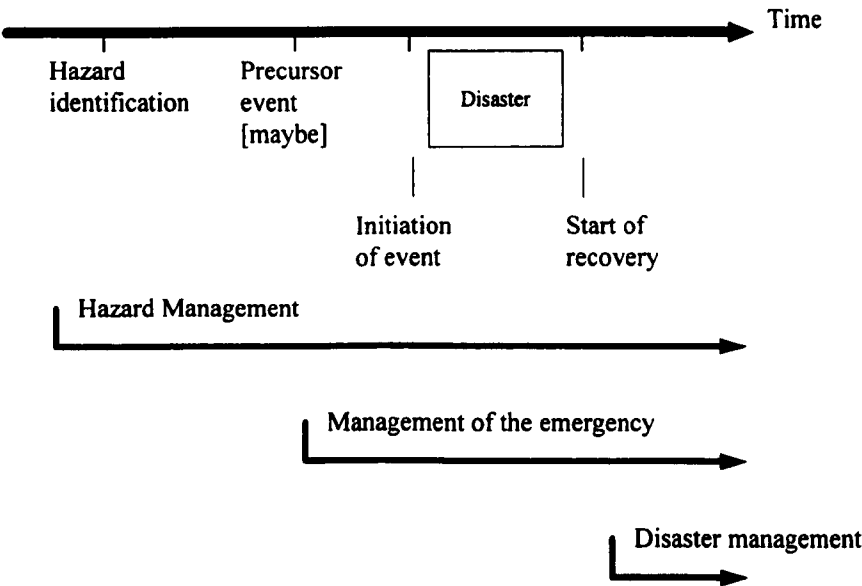 Time
Hazard
identification
Precursor
event
[maybe]
Disaster
Initiation
of event
Start of
recovery
Hazard Management
Management of the emergency
Disaster management